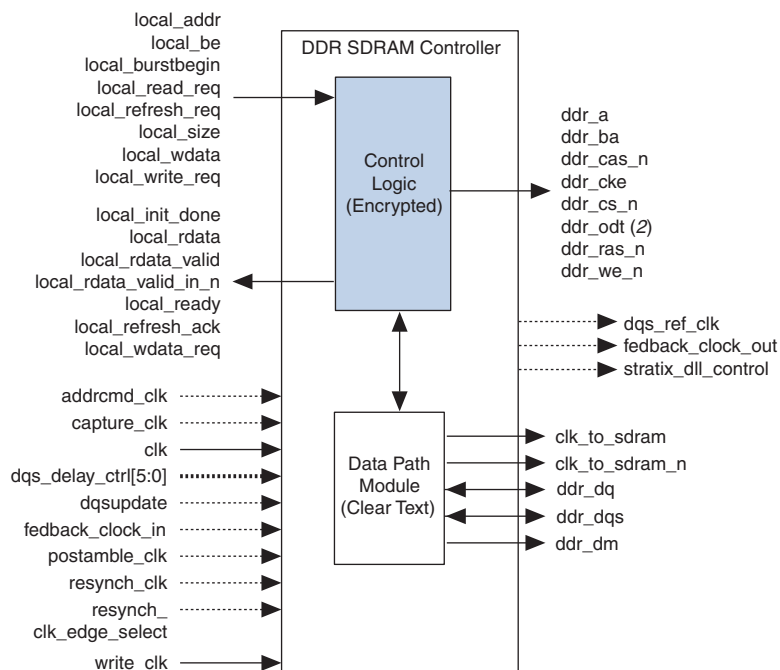 local_addr
local_be
local_burstbegin
local_read_req
local_refresh_req
local_size
local_wdata
local_write_req
local_init_done
local_rdata
local_rdata_valid
local_rdata_valid_in_n
local_ready
local_refresh_ack
local_wdata_req
addrcmd_clk
capture_clk
clk
dqs_delay_ctrl[5:0]
dqsupdate
fedback_clock_in
postamble_clk
resynch_clk
resynch_
clk_edge_select
write_clk
DDR SDRAM Controller
Control
Logic
(Encrypted)
Data Path
Module
(Clear Text)
ddr_a
ddr_ba
ddr_cas_n
ddr_cke
ddr_cs_n
ddr_odt (2)
ddr_ras_n
ddr_we_n
dqs_ref_clk
fedback_clock_out
stratix_dll_control
clk_to_sdram
clk_to_sdram_n
ddr_dq
ddr_dqs
ddr_dm